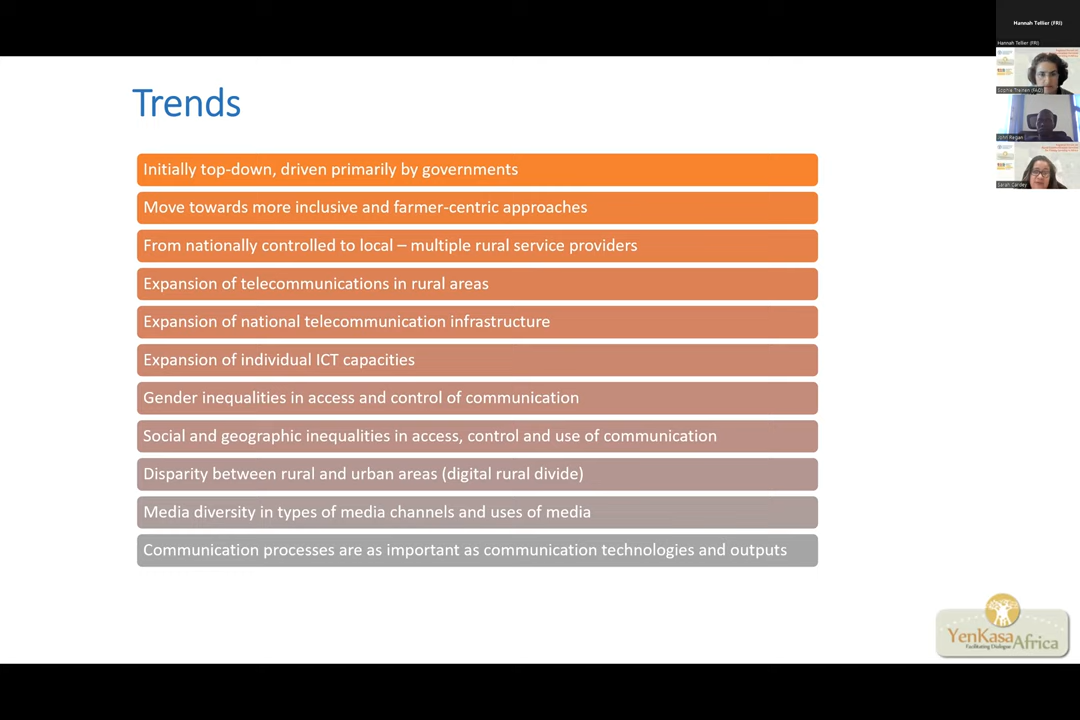 Trends
Initially top-down, driven primarily by governments
Move towards more inclusive and farmer-centric approaches
From nationally controlled to local – multiple rural service providers
Expansion of telecommunications in rural areas
Expansion of national telecommunication infrastructure
Expansion of individual ICT capacities
Gender inequalities in access and control of communication
Social and geographic inequalities in access, control and use of communication
Disparity between rural and urban areas (digital rural divide)
Media diversity in types of media channels and uses of media
Communication processes are as important as communication technologies and outputs
YenKasa Africa
Facilitating Dialogue
Hannah Tellier (FRI)
Hannah Tellier (FRI)
Sophie Treinen (FAO)
John Ragan
Sarah Cardey